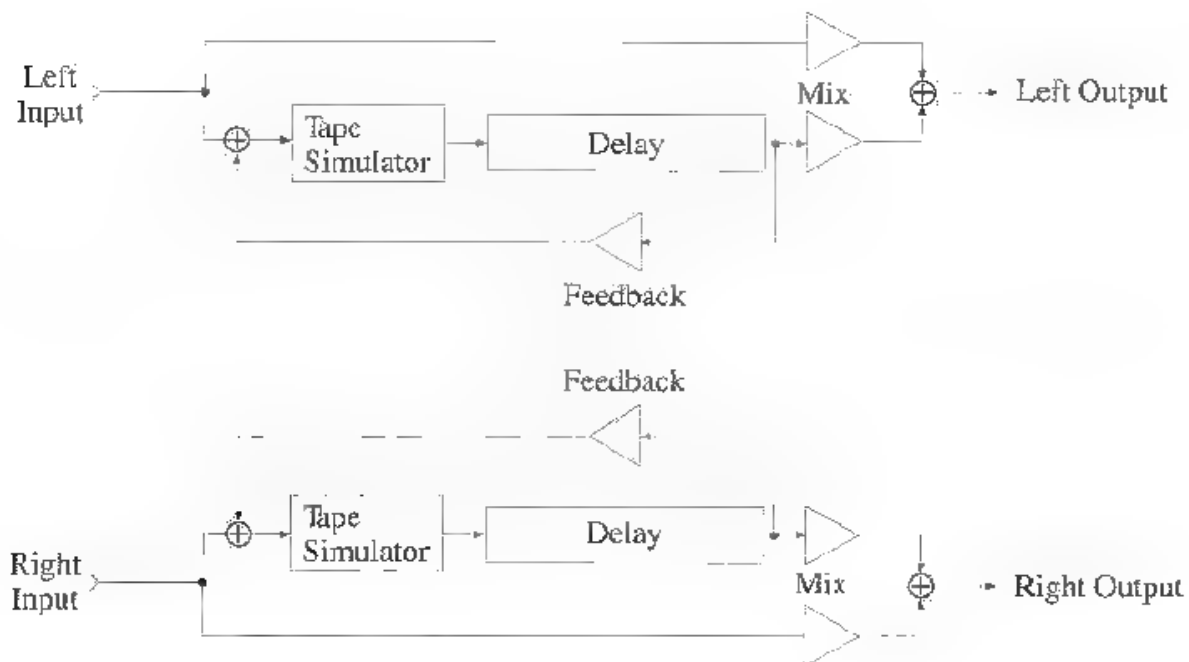 Left
Input
Tape
Simulator
Delay
Mix
Left Output
Feedback
Feedback
Right
Input
Tape
Simulator
Delay
Mix
Right Output